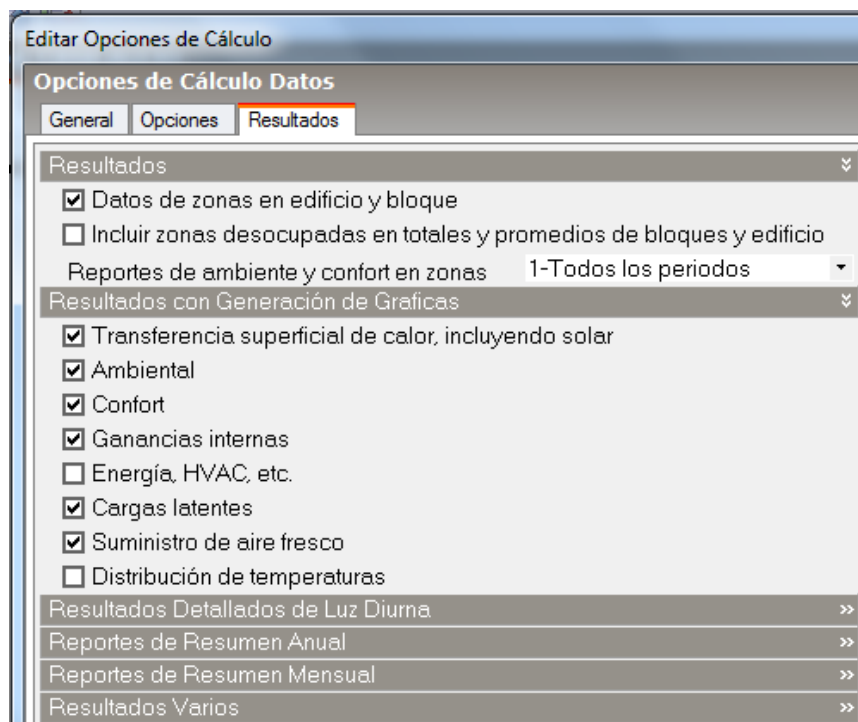 Editar Opciones de Cálculo
Opciones de Cálculo Datos
General Opciones Resultados
Resultados
Datos de zonas en edificio y bloque
Incluir zonas desocupadas en totales y promedios de bloques y edificio
Reportes de ambiente y confort en zonas 1-Todos los periodos
Resultados con Generación de Graficas
Transferencia superficial de calor, incluyendo solar
Ambiental
Confort
Ganancias internas
Energía, HVAC, etc.
Cargas latentes
Suministro de aire fresco
Distribución de temperaturas
Resultados Detallados de Luz Diurna
Reportes de Resumen Anual
Reportes de Resumen Mensual
Resultados Varios